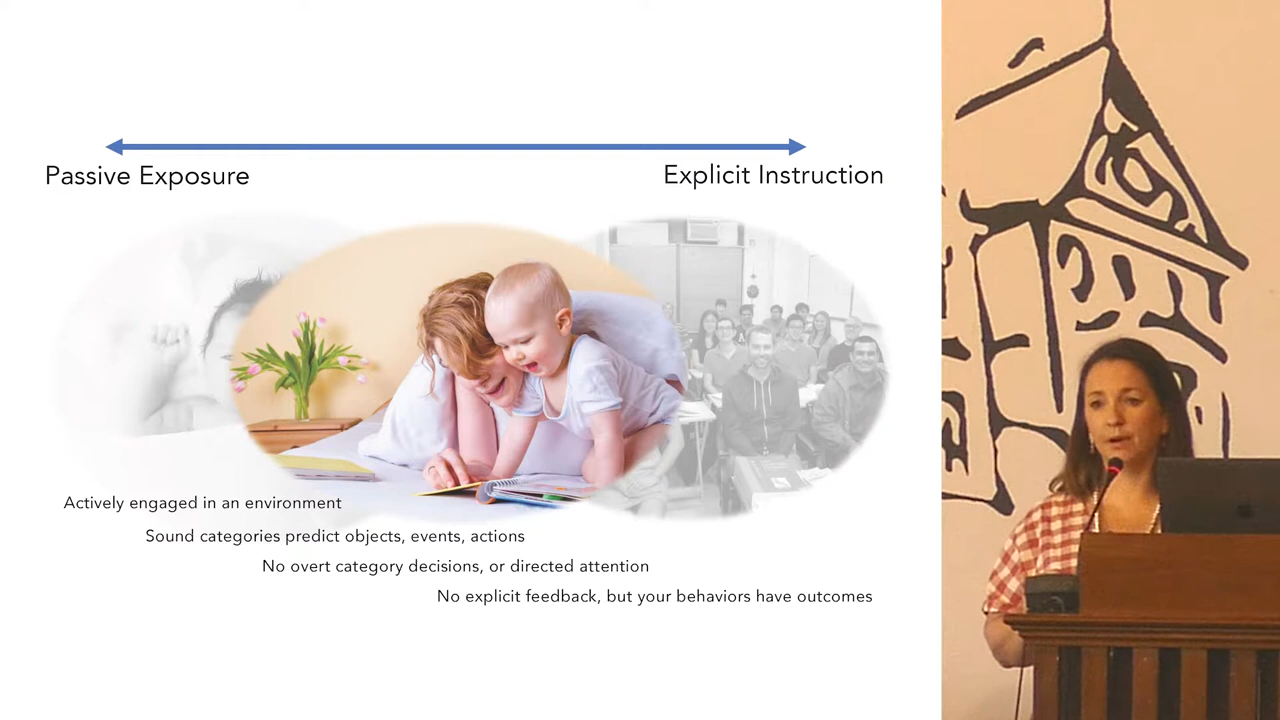 Passive Exposure
Explicit Instruction
Actively engaged in an environment
Sound categories predict objects, events, actions
No overt category decisions, or directed attention
No explicit feedback, but your behaviors have outcomes